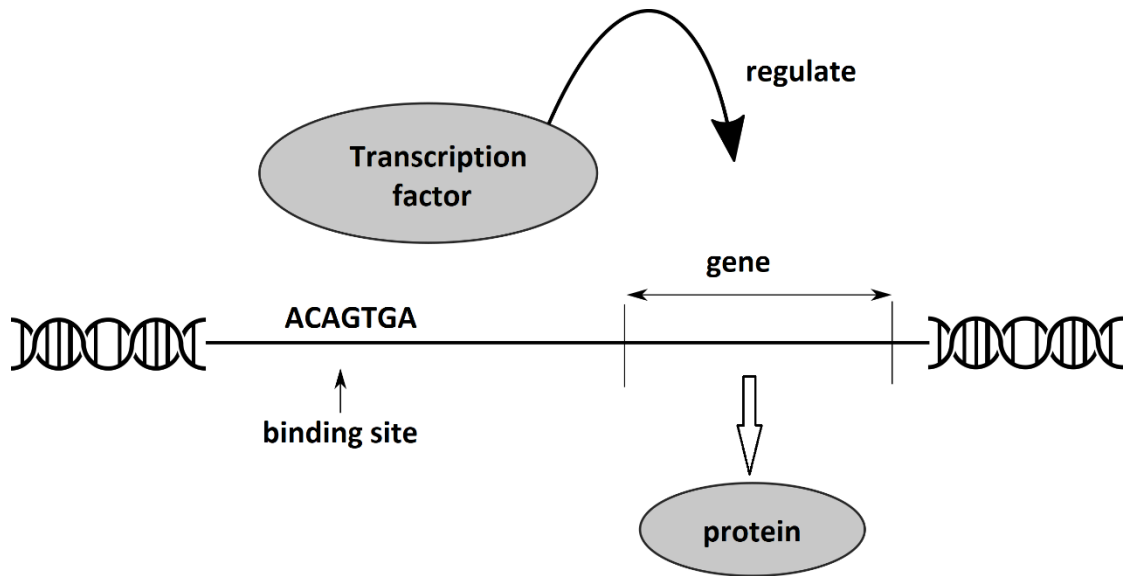 regulate
Transcription
factor
gene
ACAGTGA
binding site
protein